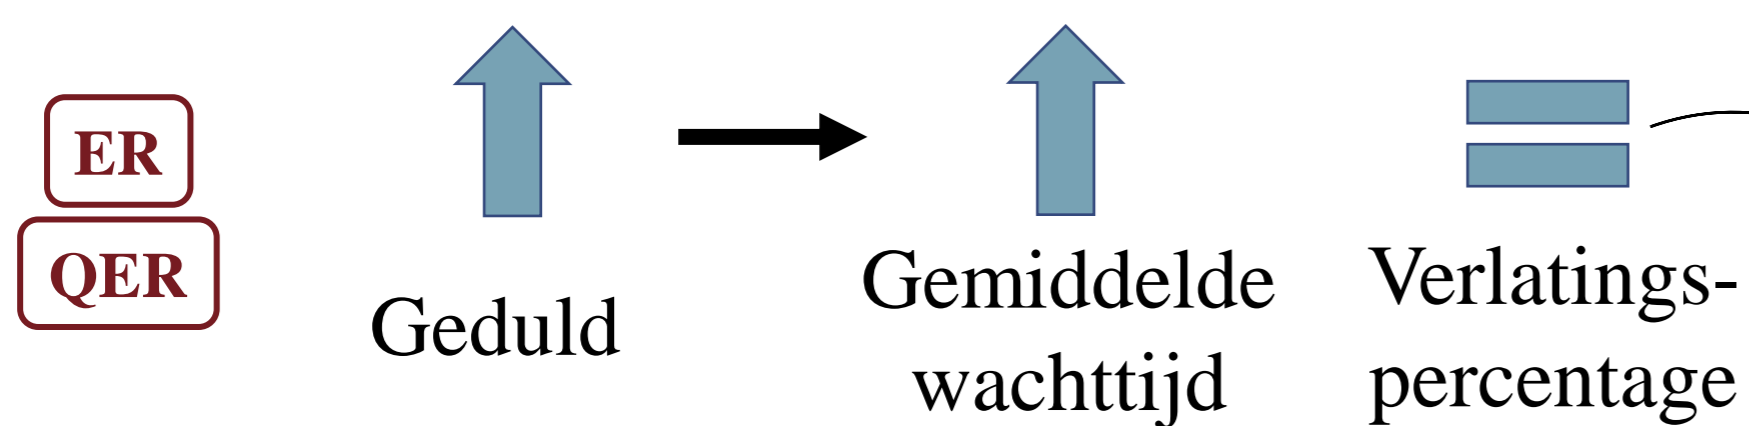 ER
QER
Geduld
Gemiddelde
wachttijd
Verlatings-
percentage